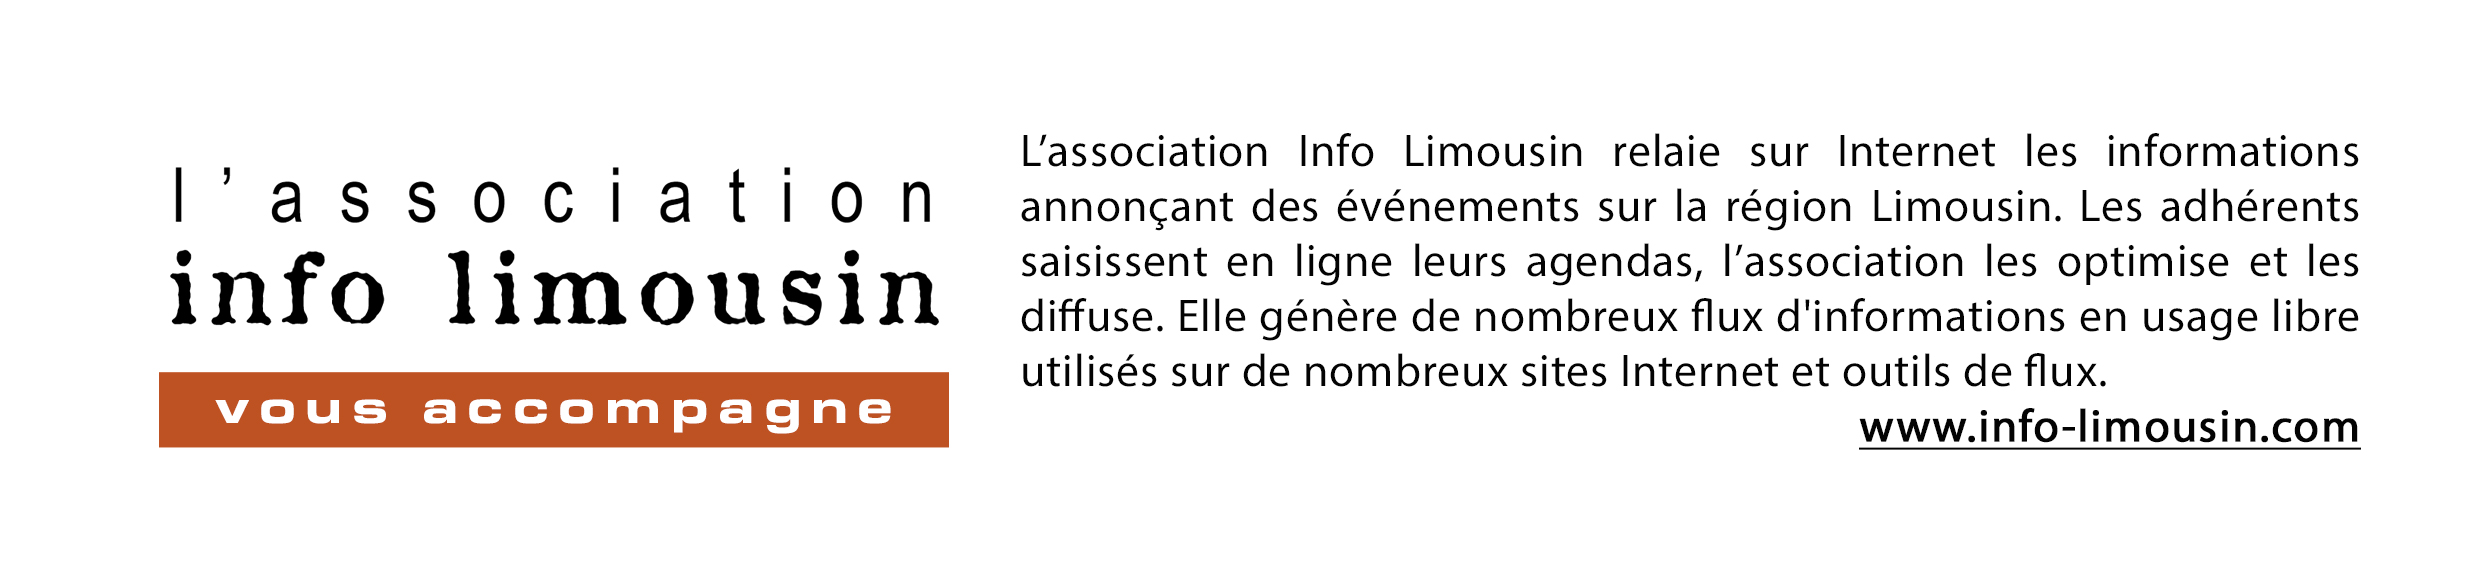 l’association
info limousin
vous accompagne
L’association Info Limousin relaie sur Internet les informations
annonçant des événements sur la région Limousin. Les adhérents
saisissent en ligne leurs agendas, l’association les optimise et les
diffuse. Elle génère de nombreux flux d'informations en usage libre
utilisés sur de nombreux sites Internet et outils de flux.
www.info-limousin.com